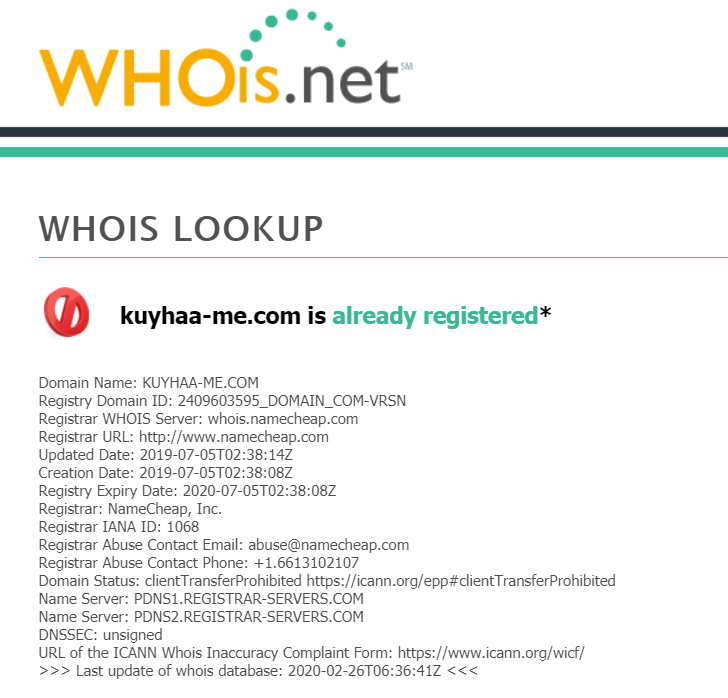 WHOis.net SM
WHOIS LOOKUP
kuyhaa-me.com is already registered*
Domain Name: KUYHAA-ME.COM
Registry Domain ID: 2409603595_DOMAIN_COM-VRSN
Registrar WHOIS Server: whois.namecheap.com
Registrar URL: http://www.namecheap.com
Updated Date: 2019-07-05T02:38:14Z
Creation Date: 2019-07-05T02:38:08Z
Registry Expiry Date: 2020-07-05T02:38:08Z
Registrar: NameCheap, Inc.
Registrar IANA ID: 1068
Registrar Abuse Contact Email: abuse@namecheap.com
Registrar Abuse Contact Phone: +1.6613102107
Domain Status: clientTransferProhibited https://icann.org/epp#clientTransferProhibited
Name Server: PDNS1.REGISTRAR-SERVERS.COM
Name Server: PDNS2.REGISTRAR-SERVERS.COM
DNSSEC: unsigned
URL of the ICANN Whois Inaccuracy Complaint Form: https://www.icann.org/wicf/
>>> Last update of whois database: 2020-02-26T06:36:41Z <<<